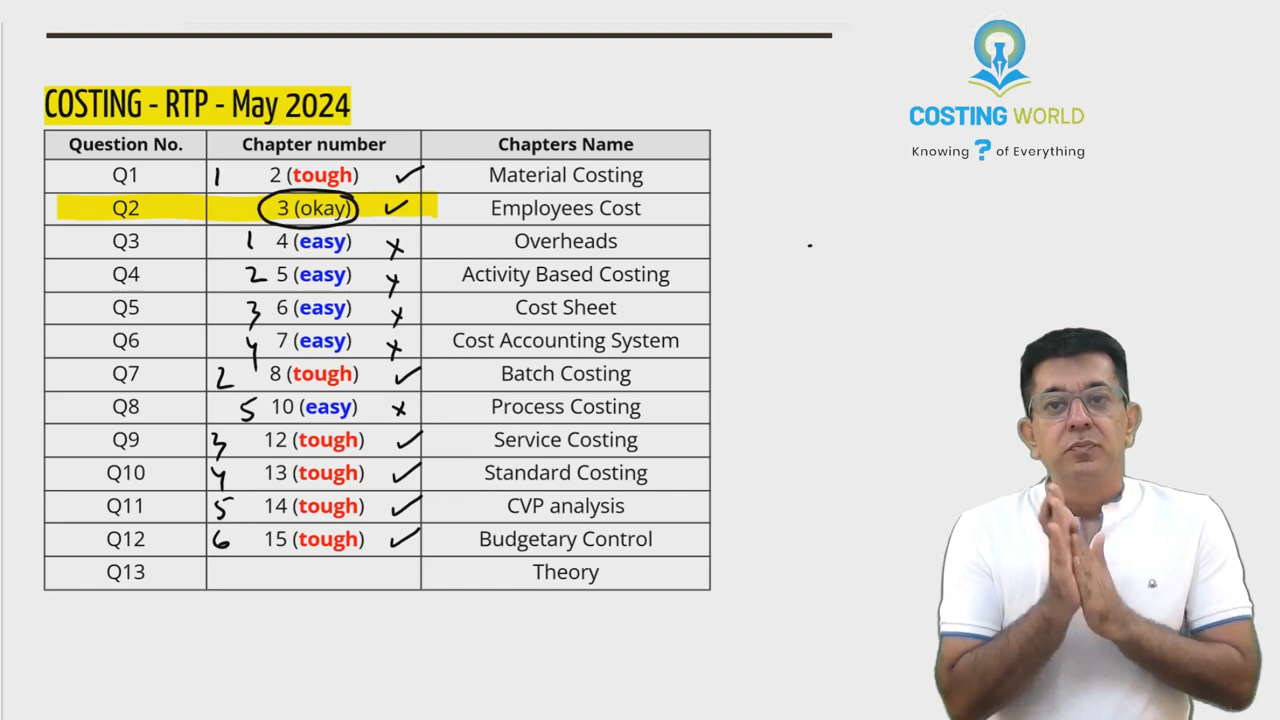 COSTING - RTP - May 2024
COSTING WORLD
Knowing ? of Everything
Question No. Chapter number Chapters Name
Q1 1 2 (tough) ✓ Material Costing
Q2 3 (okay) ✓ Employees Cost
Q3 1 4 (easy) x Overheads
Q4 2 5 (easy) x Activity Based Costing
Q5 3 6 (easy) x Cost Sheet
Q6 4 7 (easy) x Cost Accounting System
Q7 2 8 (tough) ✓ Batch Costing
Q8 5 10 (easy) x Process Costing
Q9 3 12 (tough) ✓ Service Costing
Q10 4 13 (tough) ✓ Standard Costing
Q11 5 14 (tough) ✓ CVP analysis
Q12 6 15 (tough) ✓ Budgetary Control
Q13 Theory